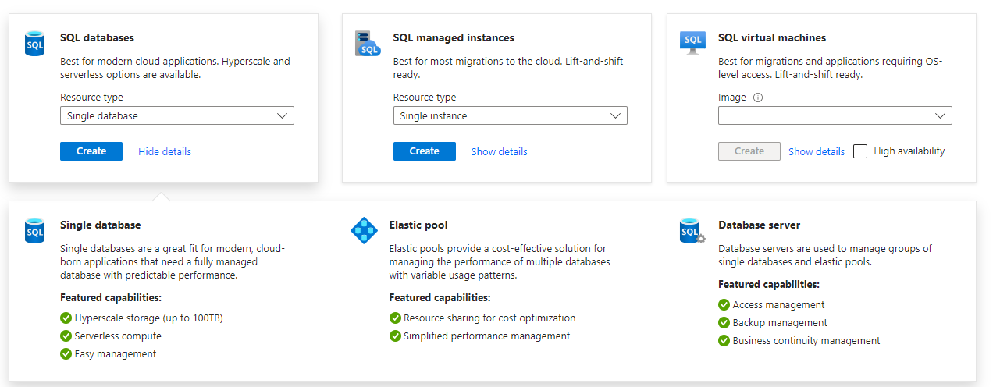 SQL
SQL databases
Best for modern cloud applications. Hyperscale and
serverless options are available.
Resource type
Single database
Create
Hide details
SQL
SQL managed instances
Best for most migrations to the cloud. Lift-and-shift
ready.
Resource type
Single instance
Create
Show details
SQL
SQL virtual machines
Best for migrations and applications requiring OS-
level access. Lift-and-shift ready.
Image
Create
Show details
High availability
SQL
Single database
Single databases are a great fit for modern, cloud-
born applications that need a fully managed
database with predictable performance.
Featured capabilities:
Hyperscale storage (up to 100TB)
Serverless compute
Easy management
Elastic pool
Elastic pools provide a cost-effective solution for
managing the performance of multiple databases
with variable usage patterns.
Featured capabilities:
Resource sharing for cost optimization
Simplified performance management
SQL
Database server
Database servers are used to manage groups of
single databases and elastic pools.
Featured capabilities:
Access management
Backup management
Business continuity management